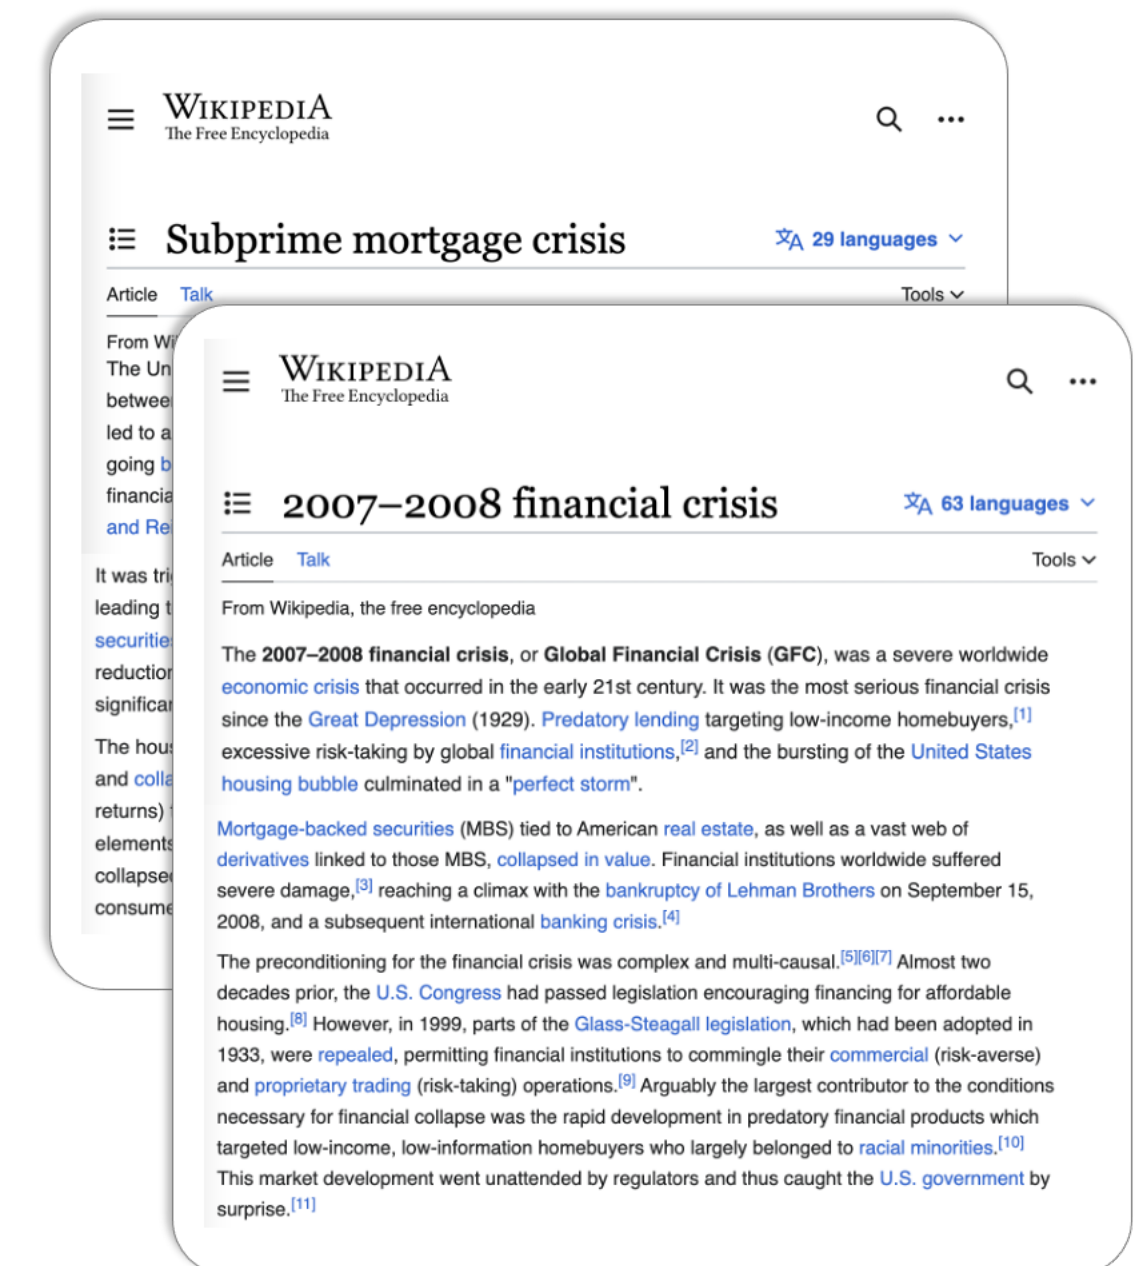 WIKIPEDIA
The Free Encyclopedia
Subprime mortgage crisis
29 languages
Article Talk
Tools
From
The
between
led to a
going
and
It was
leading
The
and
returns)
elements
WIKIPEDIA
The Free Encyclopedia
2007–2008 financial crisis
63 languages
Article Talk
Tools
From Wikipedia, the free encyclopedia
The 2007–2008 financial crisis, or Global Financial Crisis (GFC), was a severe worldwide
economic crisis that occurred in the early 21st century. It was the most serious financial crisis
since the Great Depression (1929). Predatory lending targeting low-income homebuyers,[1]
excessive risk-taking by global financial institutions,[2] and the bursting of the United States
housing bubble culminated in a "perfect storm".
Mortgage-backed securities (MBS) tied to American real estate, as well as a vast web of
derivatives linked to those MBS, collapsed in value. Financial institutions worldwide suffered
severe damage,[3] reaching a climax with the bankruptcy of Lehman Brothers on September 15,
2008, and a subsequent international banking crisis.[4]
The preconditioning for the financial crisis was complex and multi-causal.[5][6][7] Almost two
decades prior, the U.S. Congress had passed legislation encouraging financing for affordable
housing.[8] However, in 1999, parts of the Glass-Steagall legislation, which had been adopted in
1933, were repealed, permitting financial institutions to commingle their commercial (risk-averse)
and proprietary trading (risk-taking) operations.[9] Arguably the largest contributor to the conditions
necessary for financial collapse was the rapid development in predatory financial products which
targeted low-income, low-information homebuyers who largely belonged to racial minorities.[10]
This market development went unattended by regulators and thus caught the U.S. government by
surprise.[11]